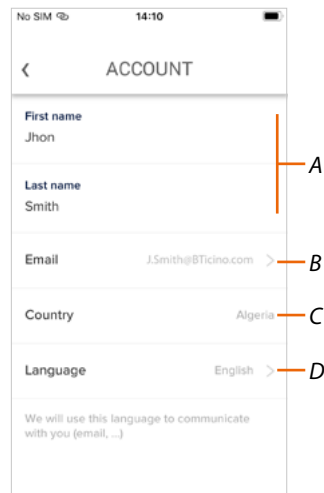 No SIM 14:10
ACCOUNT
First name
Jhon
A
Last name
Smith
Email J.Smith@BTicino.com B
Country Algeria C
Language English D
We will use this language to communicate
with you (email, ...)